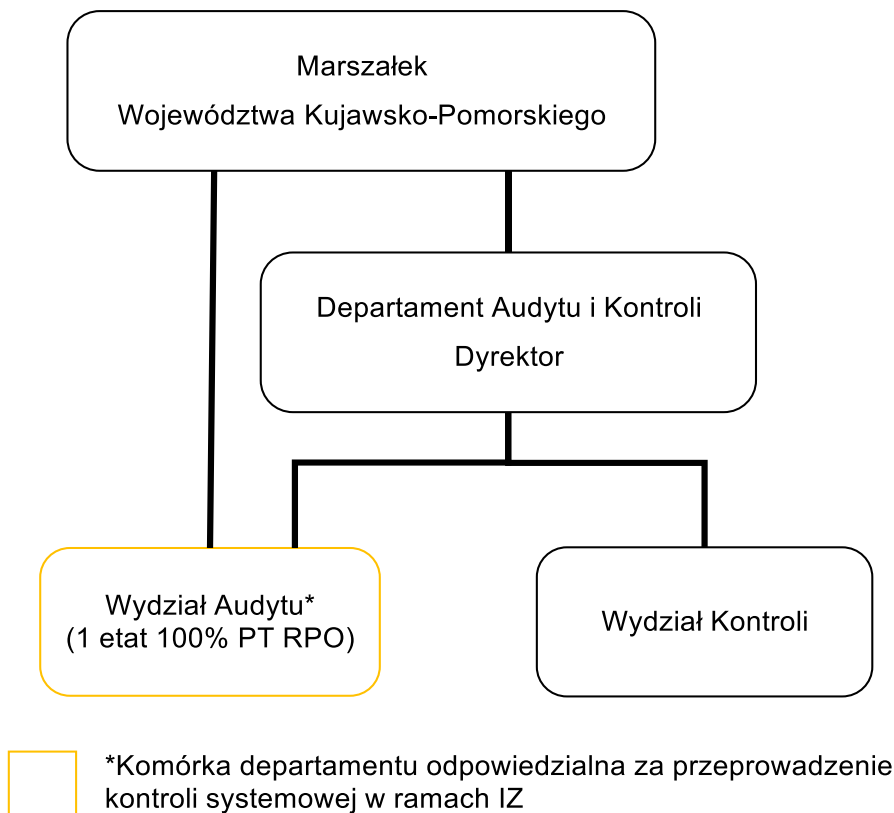 Marszałek
Województwa Kujawsko-Pomorskiego
Departament Audytu i Kontroli
Dyrektor
Wydział Audytu*
(1 etat 100% PT RPO)
Wydział Kontroli
*Komórka departamentu odpowiedzialna za przeprowadzenie
kontroli systemowej w ramach IZ